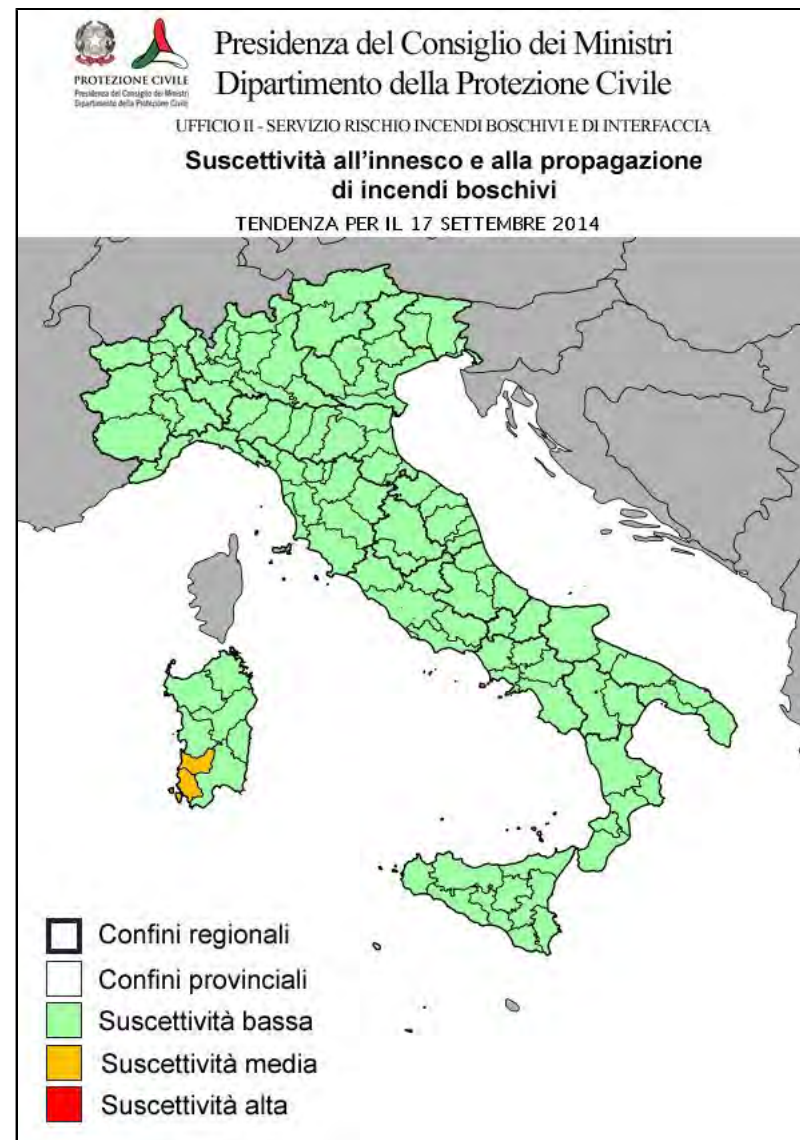 Presidenza del Consiglio dei Ministri
Dipartimento della Protezione Civile
PROTEZIONE CIVILE
Presidenza del Consiglio dei Ministri
Dipartimento della Protezione Civile
UFFICIO II - SERVIZIO RISCHIO INCENDI BOSCHIVI E DI INTERFACCIA
Suscettività all'innesco e alla propagazione
di incendi boschivi
TENDENZA PER IL 17 SETTEMBRE 2014
Confini regionali
Confini provinciali
Suscettività bassa
Suscettività media
Suscettività alta